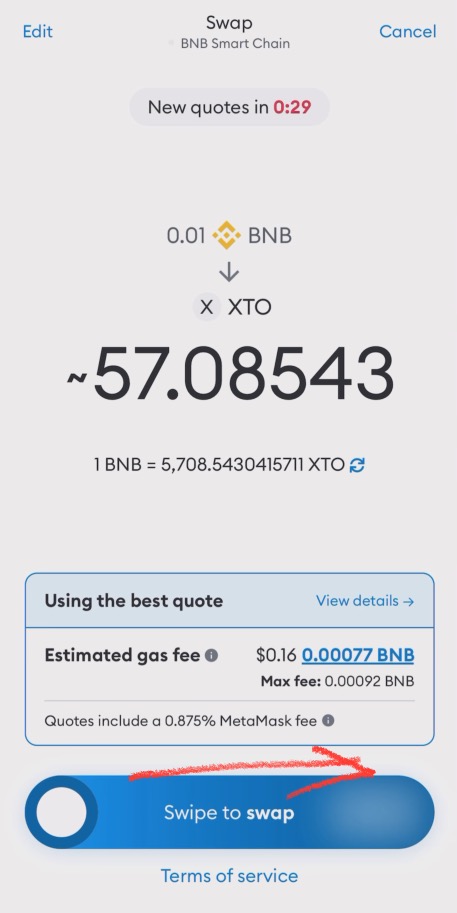 Edit
Swap
Cancel
BNB Smart Chain
New quotes in 0:29
0.01 BNB
X XTO
~57.08543
1 BNB = 5,708.5430415711 XTO
Using the best quote
View details →
Estimated gas fee
$0.16 0.00077 BNB
Max fee: 0.00092 BNB
Quotes include a 0.875% MetaMask fee
Swipe to swap
Terms of service